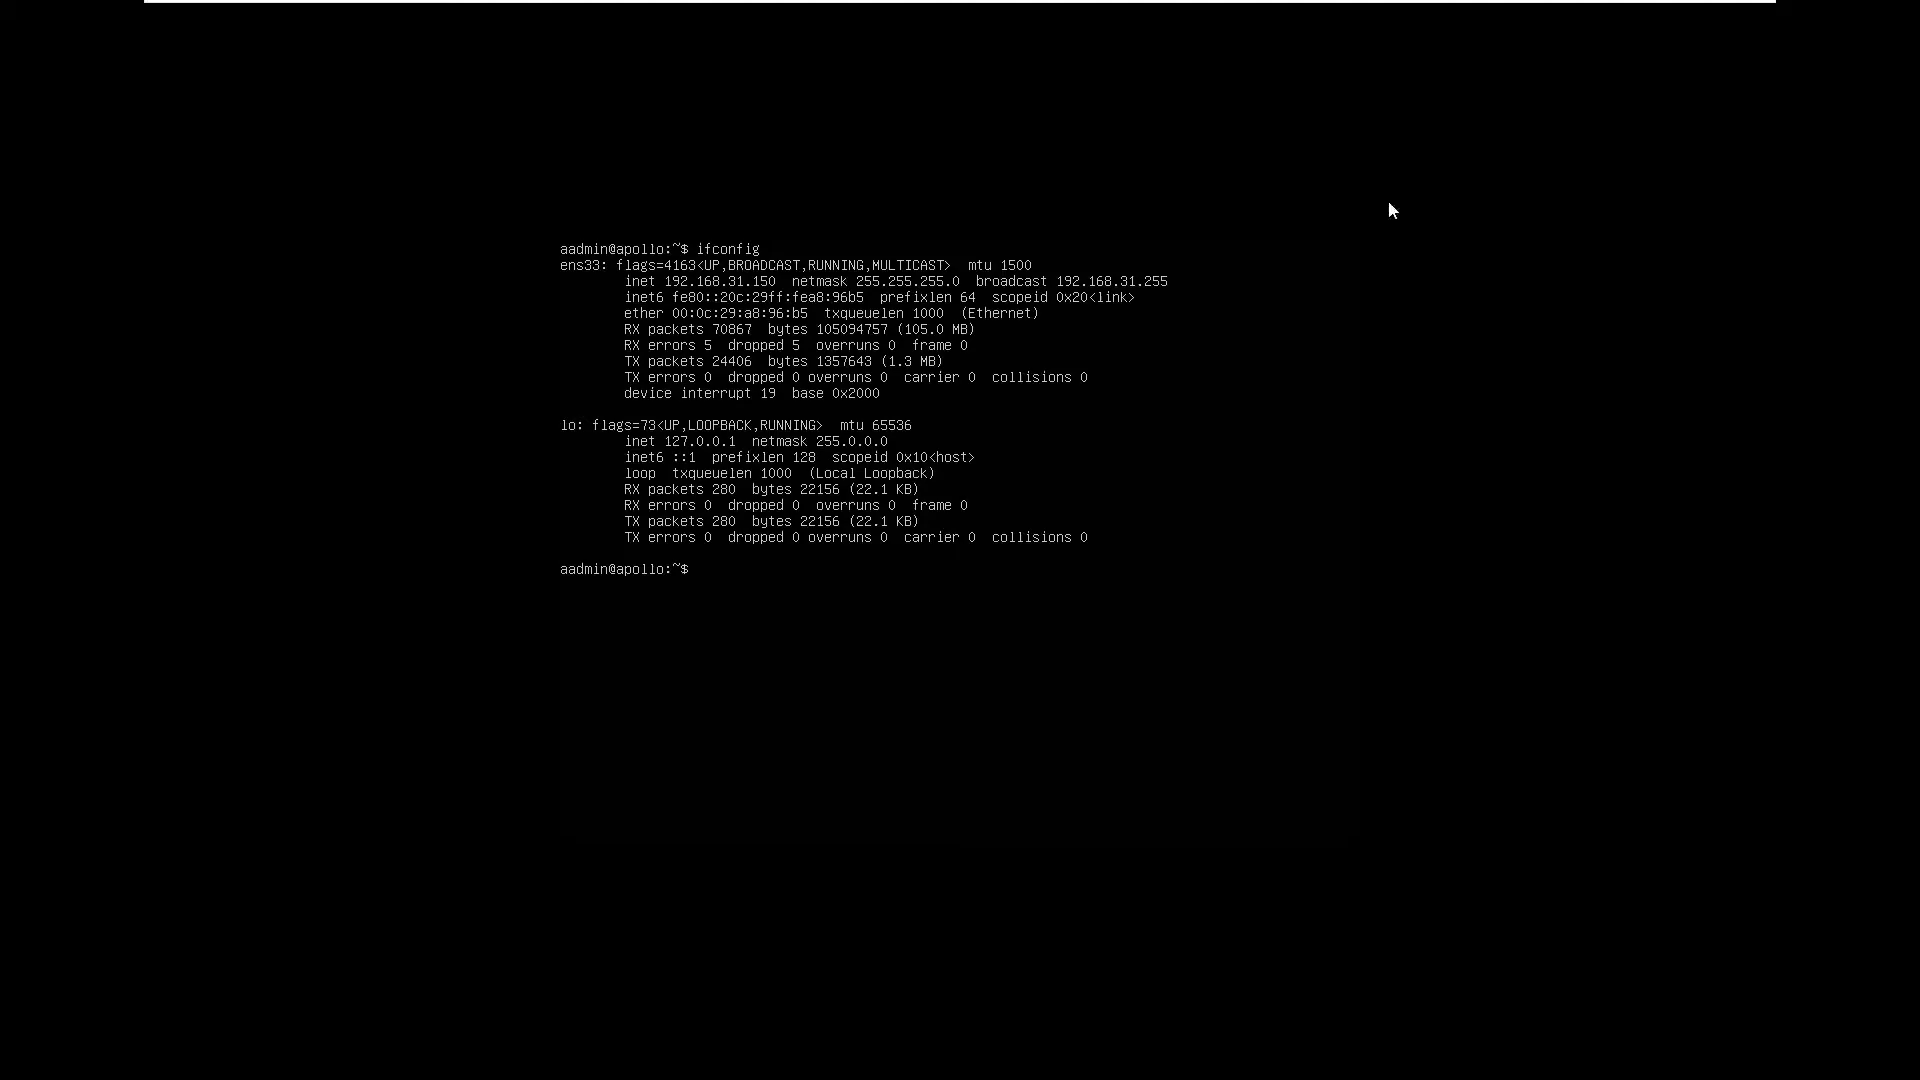 aadmin@apollo:~$ ifconfig
ens33: flags=4163<UP,BROADCAST,RUNNING,MULTICAST>  mtu 1500
        inet 192.168.31.150  netmask 255.255.255.0  broadcast 192.168.31.255
        inet6 fe80::20c:29ff:fea8:96b5  prefixlen 64  scopeid 0x20<link>
        ether 00:0c:29:a8:96:b5  txqueuelen 1000  (Ethernet)
        RX packets 70867  bytes 105094757 (105.0 MB)
        RX errors 5  dropped 5  overruns 0  frame 0
        TX packets 24406  bytes 1357643 (1.3 MB)
        TX errors 0  dropped 0 overruns 0  carrier 0  collisions 0
        device interrupt 19  base 0x2000
lo: flags=73<UP,LOOPBACK,RUNNING>  mtu 65536
        inet 127.0.0.1  netmask 255.0.0.0
        inet6 ::1  prefixlen 128  scopeid 0x10<host>
        loop  txqueuelen 1000  (Local Loopback)
        RX packets 280  bytes 22156 (22.1 KB)
        RX errors 0  dropped 0  overruns 0  frame 0
        TX packets 280  bytes 22156 (22.1 KB)
        TX errors 0  dropped 0 overruns 0  carrier 0  collisions 0
aadmin@apollo:~$